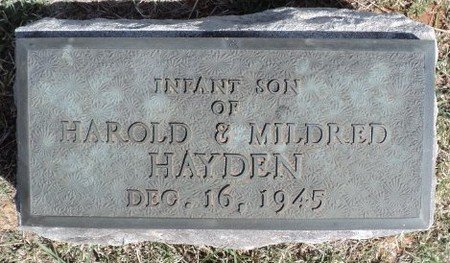 INFANT SON
OF
HAROLD & MILDRED
HAYDEN
DEC. 16, 1945